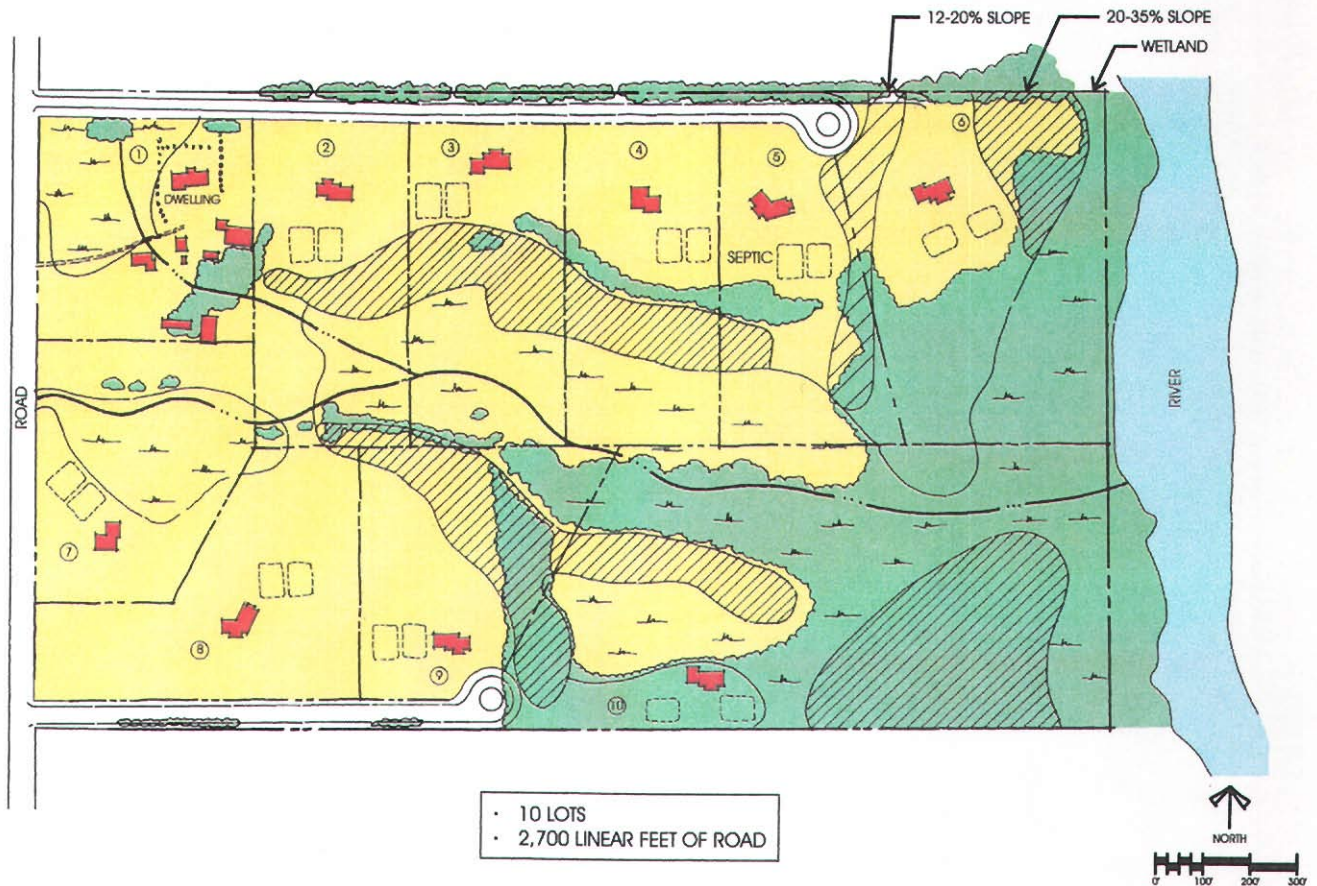 12-20% SLOPE
20-35% SLOPE
WETLAND
①
②
③
④
⑤
⑥
DWELLING
SEPTIC
ROAD
RIVER
⑦
⑧
⑨
⑩
· 10 LOTS
· 2,700 LINEAR FEET OF ROAD
NORTH
0' 100' 200' 300'